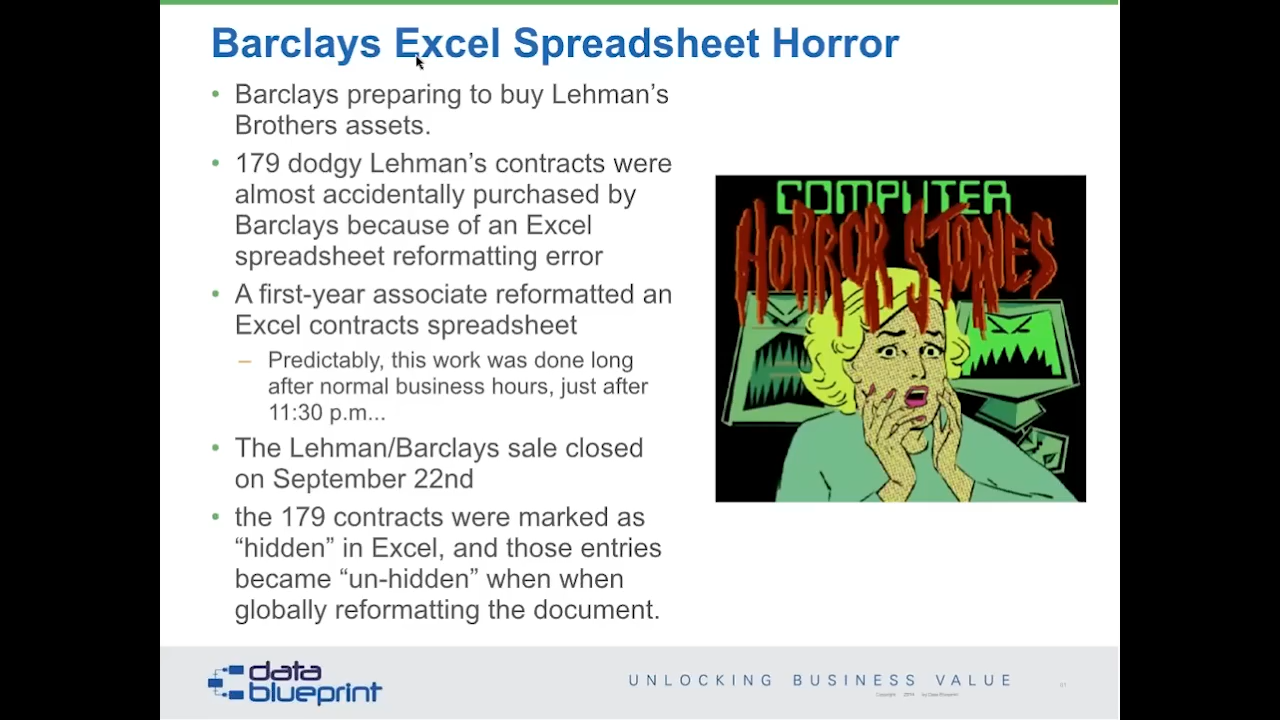 Barclays Excel Spreadsheet Horror
• Barclays preparing to buy Lehman’s
Brothers assets.
• 179 dodgy Lehman’s contracts were
almost accidentally purchased by
Barclays because of an Excel
spreadsheet reformatting error
• A first-year associate reformatted an
Excel contracts spreadsheet
– Predictably, this work was done long
after normal business hours, just after
11:30 p.m...
• The Lehman/Barclays sale closed
on September 22nd
• the 179 contracts were marked as
“hidden” in Excel, and those entries
became “un-hidden” when when
globally reformatting the document.
COMPUTER
HORROR STORIES
data
blueprint
UNLOCKING BUSINESS VALUE